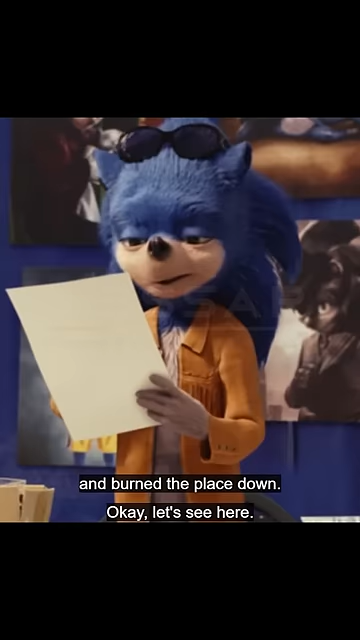 and burned the place down.
Okay, let's see here.